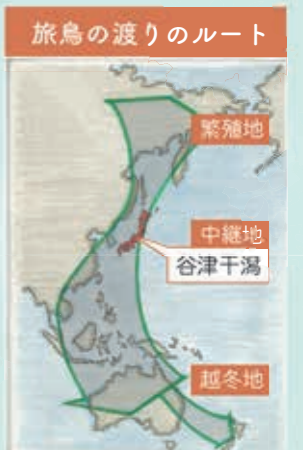 旅鳥の渡りのルート
繁殖地
中継地
谷津干潟
越冬地